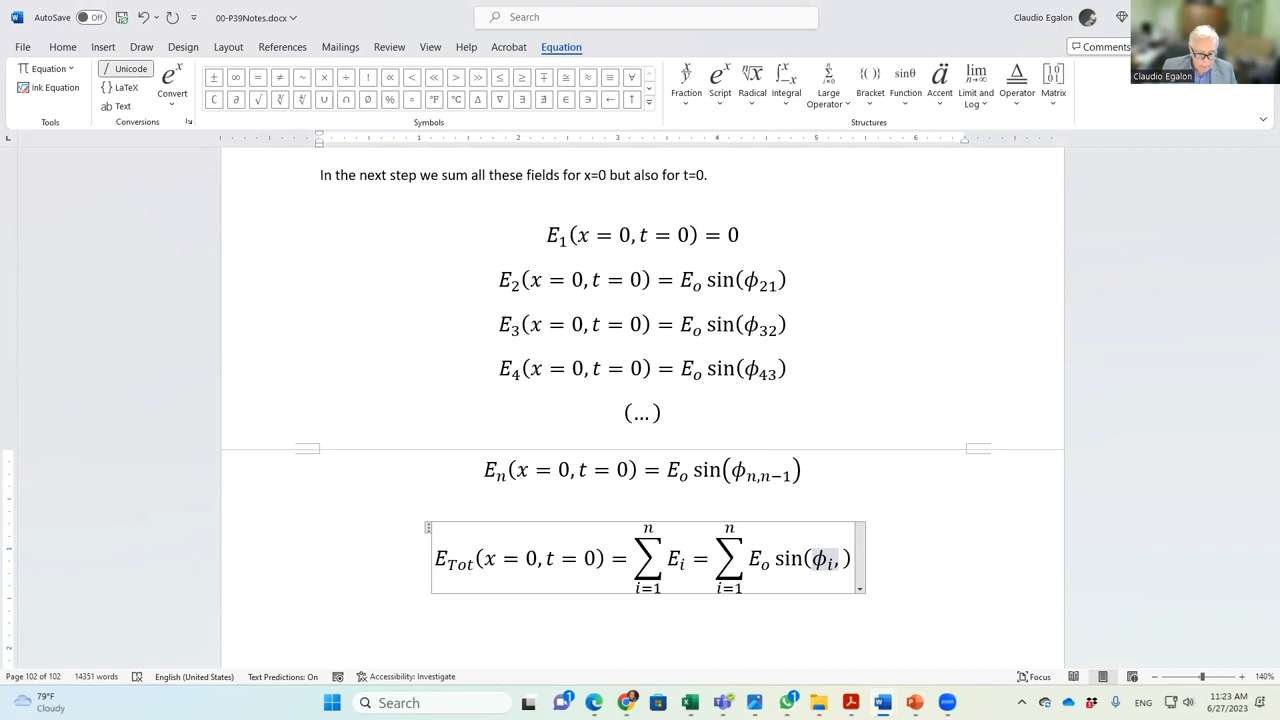 AutoSave Off 00-P39Notes.docx Search Claudio Egalon
File Home Insert Draw Design Layout References Mailings Review View Help Acrobat Equation Comments
Equation Unicode Convert Fraction Script Radical Integral Large Operator Bracket Function Accent Limit and Log Operator Matrix
LaTeX
Ink Equation
Text
Tools Conversions Symbols Structures
Claudio Egalon
In the next step we sum all these fields for x=0 but also for t=0.
E₁(x = 0, t = 0) = 0
E₂(x = 0, t = 0) = Eₒ sin(ϕ₂₁)
E₃(x = 0, t = 0) = Eₒ sin(ϕ₃₂)
E₄(x = 0, t = 0) = Eₒ sin(ϕ₄₃)
(…)
Eₙ(x = 0, t = 0) = Eₒ sin(ϕₙ,ₙ₋₁)
E_Tot(x = 0, t = 0) = ∑_{i=1}^{n} E_i = ∑_{i=1}^{n} Eₒ sin(ϕ_i,)
Page 102 of 102 14351 words English (United States) Text Predictions: On Accessibility: Investigate Focus 140%
79°F
Cloudy
Search
ENG
11:23 AM
6/27/2023